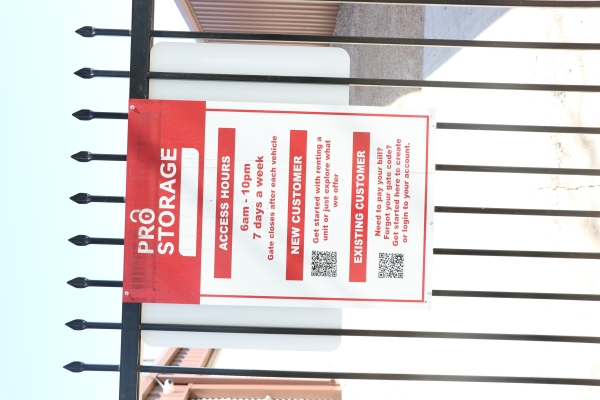 PRO
STORAGE
ACCESS HOURS
6am - 10pm
7 days a week
Gate closes after each vehicle
NEW CUSTOMER
Get started with renting a
unit or just explore what
we offer
EXISTING CUSTOMER
Need to pay your bill?
Forgot your gate code?
Get started here to create
or login to your account.